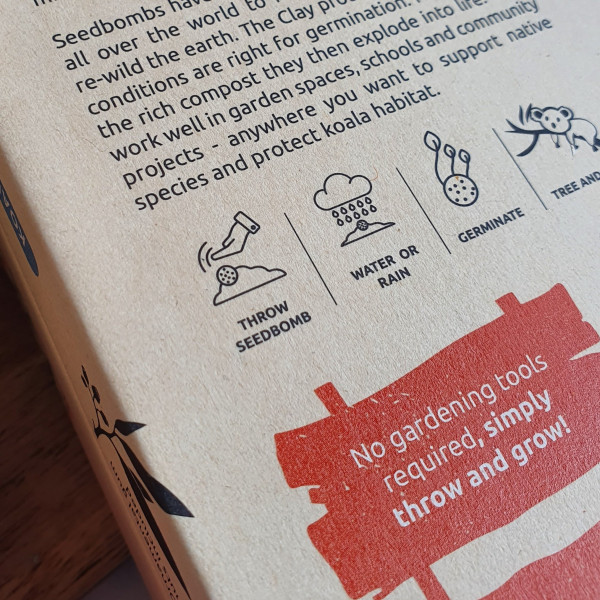 Seedbombs have
all over the world to
re-wild the earth. The Clay pro
conditions are right for germination.
the rich compost they then explode into life.
work well in garden spaces, schools and community
projects - anywhere you want to support native
species and protect koala habitat.
THROW
SEEDBOMB
WATER OR
RAIN
GERMINATE
TREE AND
No gardening tools
required, simply
throw and grow!